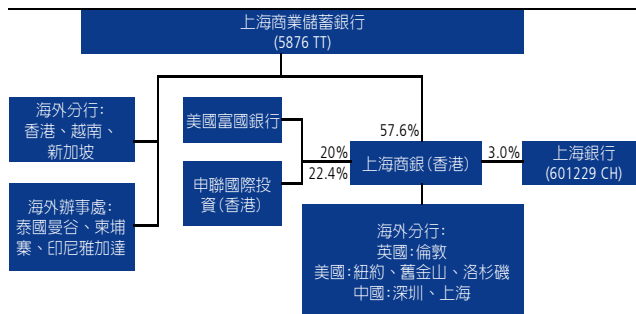 上海商業儲蓄銀行
(5876 TT)
海外分行:
香港、越南、
新加坡
美國富國銀行
57.6%
20%
22.4%
上海商銀(香港)
3.0%
上海銀行
(601229 CH)
申聯國際投
資(香港)
海外辦事處:
泰國曼谷、柬埔
寨、印尼雅加達
海外分行:
英國:倫敦
美國:紐約、舊金山、洛杉磯
中國:深圳、上海